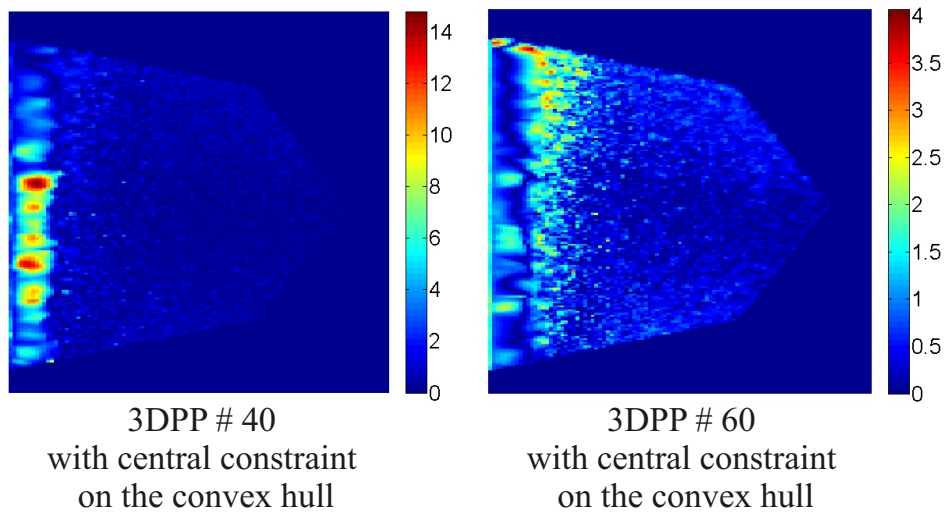 14
12
10
8
6
4
2
0
3DPP # 40
with central constraint
on the convex hull
4
3.5
3
2.5
2
1.5
1
0.5
0
3DPP # 60
with central constraint
on the convex hull